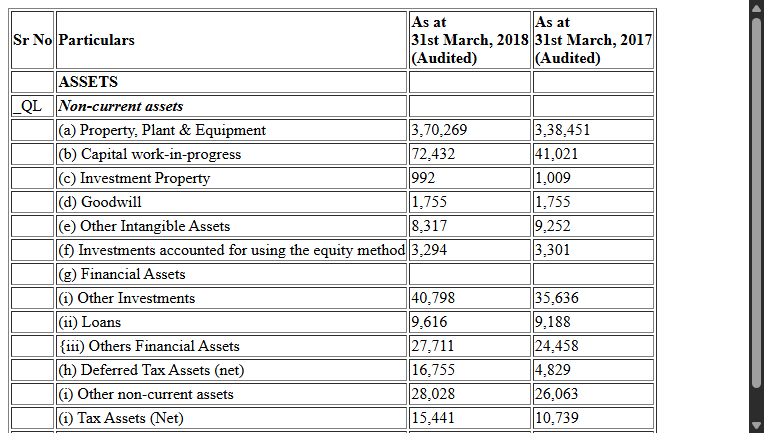 Sr No Particulars As at 31st March, 2018 (Audited) As at 31st March, 2017 (Audited)
ASSETS
_QL Non-current assets
(a) Property, Plant & Equipment 3,70,269 3,38,451
(b) Capital work-in-progress 72,432 41,021
(c) Investment Property 992 1,009
(d) Goodwill 1,755 1,755
(e) Other Intangible Assets 8,317 9,252
(f) Investments accounted for using the equity method 3,294 3,301
(g) Financial Assets
(i) Other Investments 40,798 35,636
(ii) Loans 9,616 9,188
{iii) Others Financial Assets 27,711 24,458
(h) Deferred Tax Assets (net) 16,755 4,829
(i) Other non-current assets 28,028 26,063
(i) Tax Assets (Net) 15,441 10,739